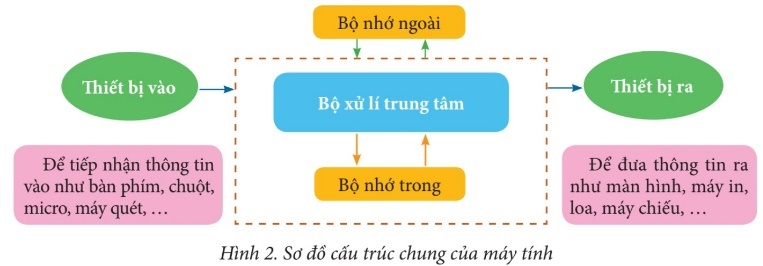 Bộ nhớ ngoài
Thiết bị vào
Bộ xử lí trung tâm
Thiết bị ra
Để tiếp nhận thông tin
vào như bàn phím, chuột,
micro, máy quét, …
Bộ nhớ trong
Để đưa thông tin ra
như màn hình, máy in,
loa, máy chiếu, …
Hình 2. Sơ đồ cấu trúc chung của máy tính